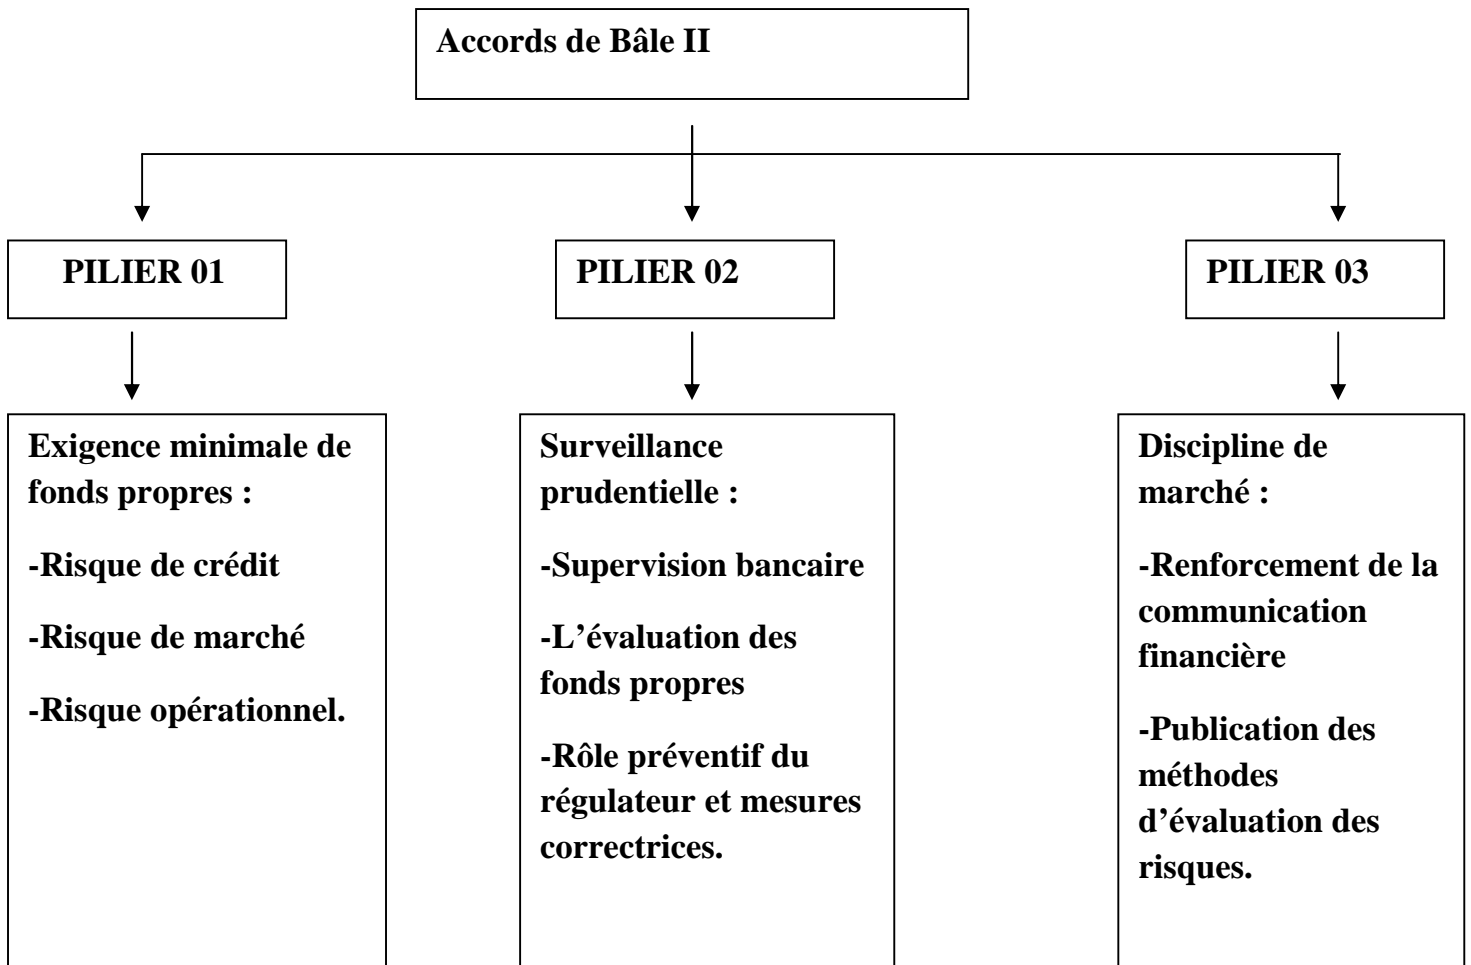 Accords de Bâle II
PILIER 01
PILIER 02
PILIER 03
Exigence minimale de
fonds propres :
-Risque de crédit
-Risque de marché
-Risque opérationnel.
Surveillance
prudentielle :
-Supervision bancaire
-L’évaluation des
fonds propres
-Rôle préventif du
régulateur et mesures
correctrices.
Discipline de
marché :
-Renforcement de la
communication
financière
-Publication des
méthodes
d’évaluation des
risques.